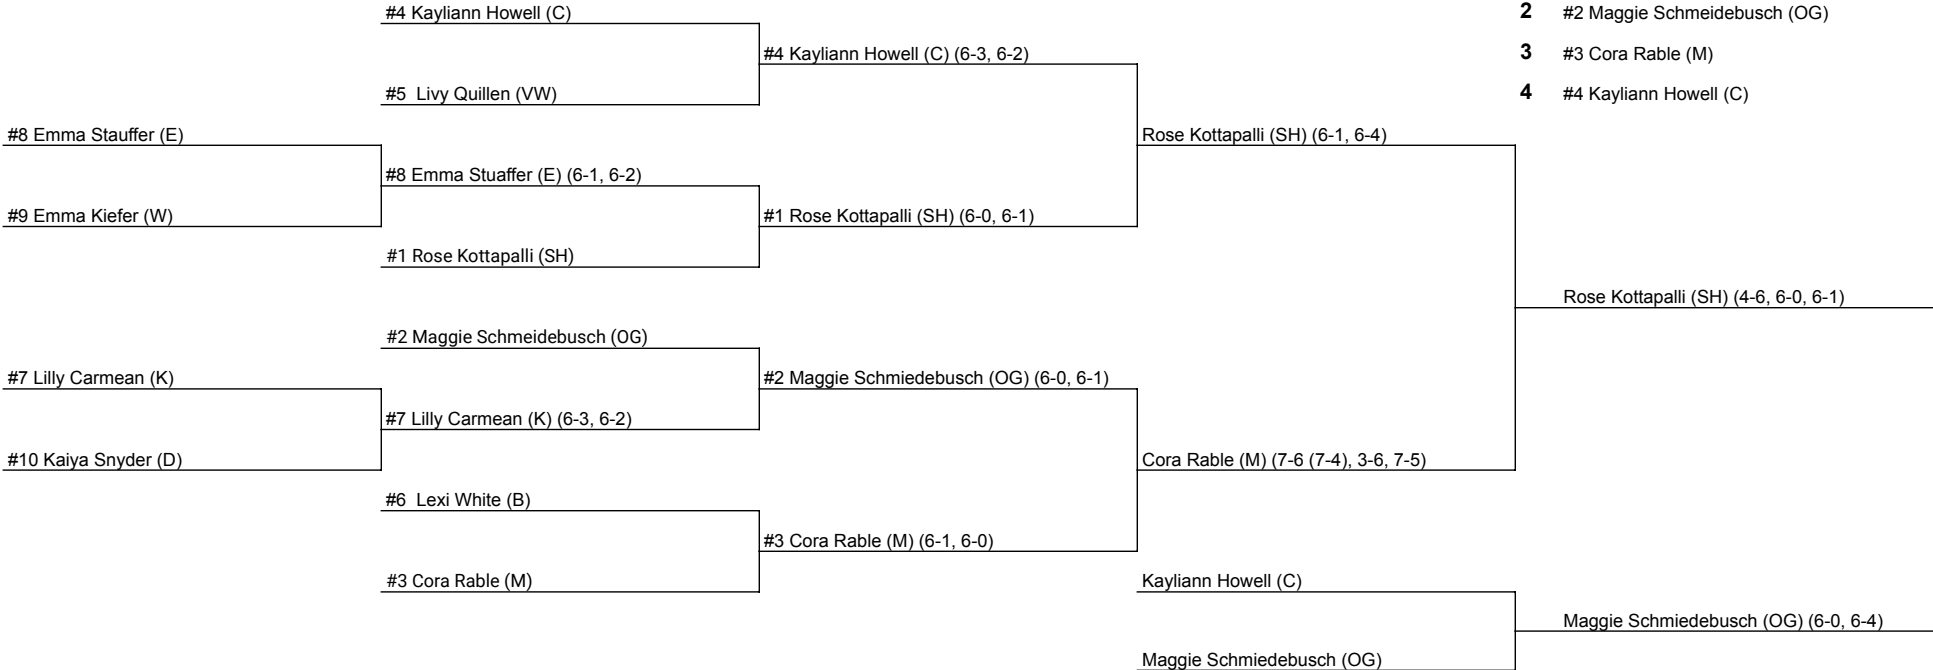 #4 Kayliann Howell (C)
2 #2 Maggie Schmeidebusch (OG)
#4 Kayliann Howell (C) (6-3, 6-2)
3 #3 Cora Rable (M)
#5 Livy Quillen (VW)
4 #4 Kayliann Howell (C)
#8 Emma Stauffer (E)
Rose Kottapalli (SH) (6-1, 6-4)
#8 Emma Stuaffer (E) (6-1, 6-2)
#9 Emma Kiefer (W)
#1 Rose Kottapalli (SH) (6-0, 6-1)
#1 Rose Kottapalli (SH)
Rose Kottapalli (SH) (4-6, 6-0, 6-1)
#2 Maggie Schmeidebusch (OG)
#7 Lilly Carmean (K)
#2 Maggie Schmiedebusch (OG) (6-0, 6-1)
#7 Lilly Carmean (K) (6-3, 6-2)
#10 Kaiya Snyder (D)
Cora Rable (M) (7-6 (7-4), 3-6, 7-5)
#6 Lexi White (B)
#3 Cora Rable (M) (6-1, 6-0)
#3 Cora Rable (M)
Kayliann Howell (C)
Maggie Schmiedebusch (OG) (6-0, 6-4)
Maggie Schmiedebusch (OG)